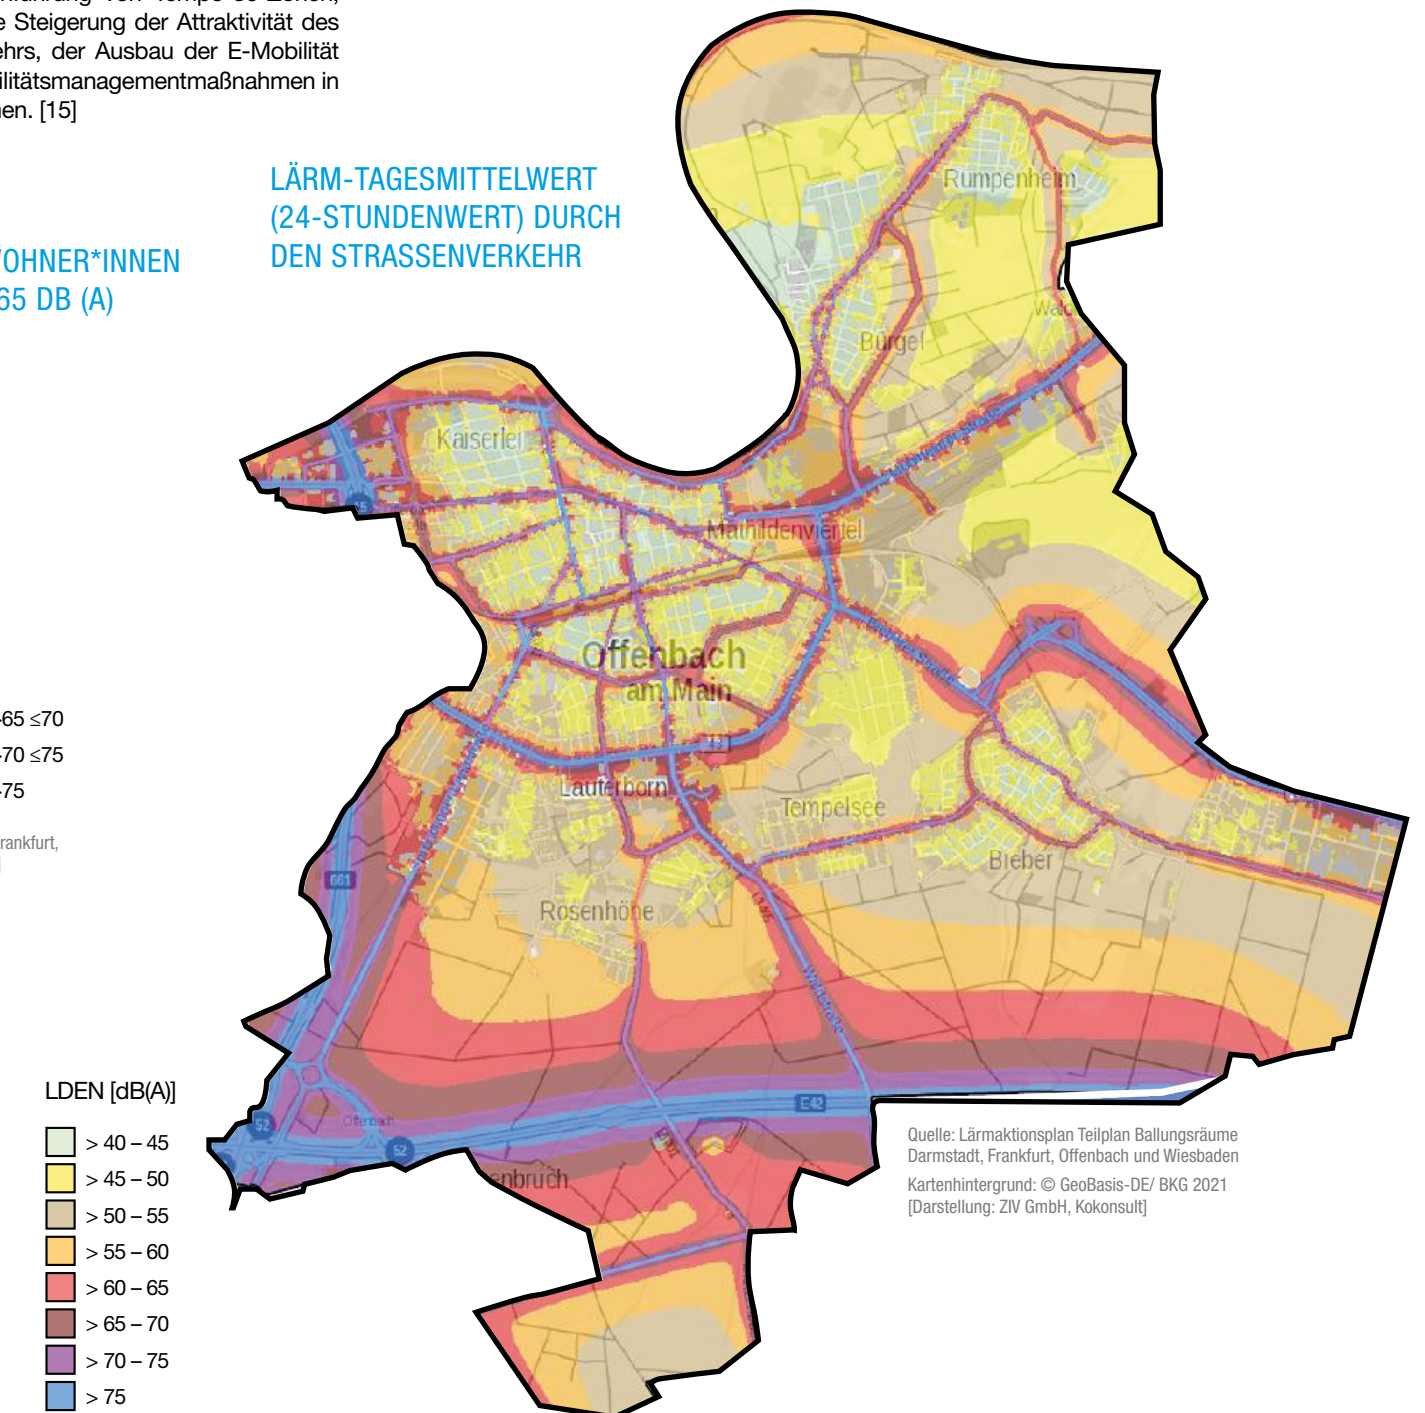 e Steigerung der Attraktivität des
ehrs, der Ausbau der E-Mobilität
ilitätsmanagementmaßnahmen in
nen. [15]
LÄRM-TAGESMITTELWERT
(24-STUNDENWERT) DURCH
DEN STRASSENVERKEHR
OHNER*INNEN
65 DB (A)
65 ≤70
70 ≤75
75
rankfurt,
Rumpenheim
Bürgel
Kaiserlei
Mathildenviertel
Offenbach
am Main
Lauterborn
Tempelsee
Bieber
Rosenhöhe
Waldstraße
661
E42
52
52
Offenbach
enbruch
LDEN [dB(A)]
> 40 – 45
> 45 – 50
> 50 – 55
> 55 – 60
> 60 – 65
> 65 – 70
> 70 – 75
> 75
Quelle: Lärmaktionsplan Teilplan Ballungsräume
Darmstadt, Frankfurt, Offenbach und Wiesbaden
Kartenhintergrund: © GeoBasis-DE/ BKG 2021
[Darstellung: ZIV GmbH, Kokonsult]